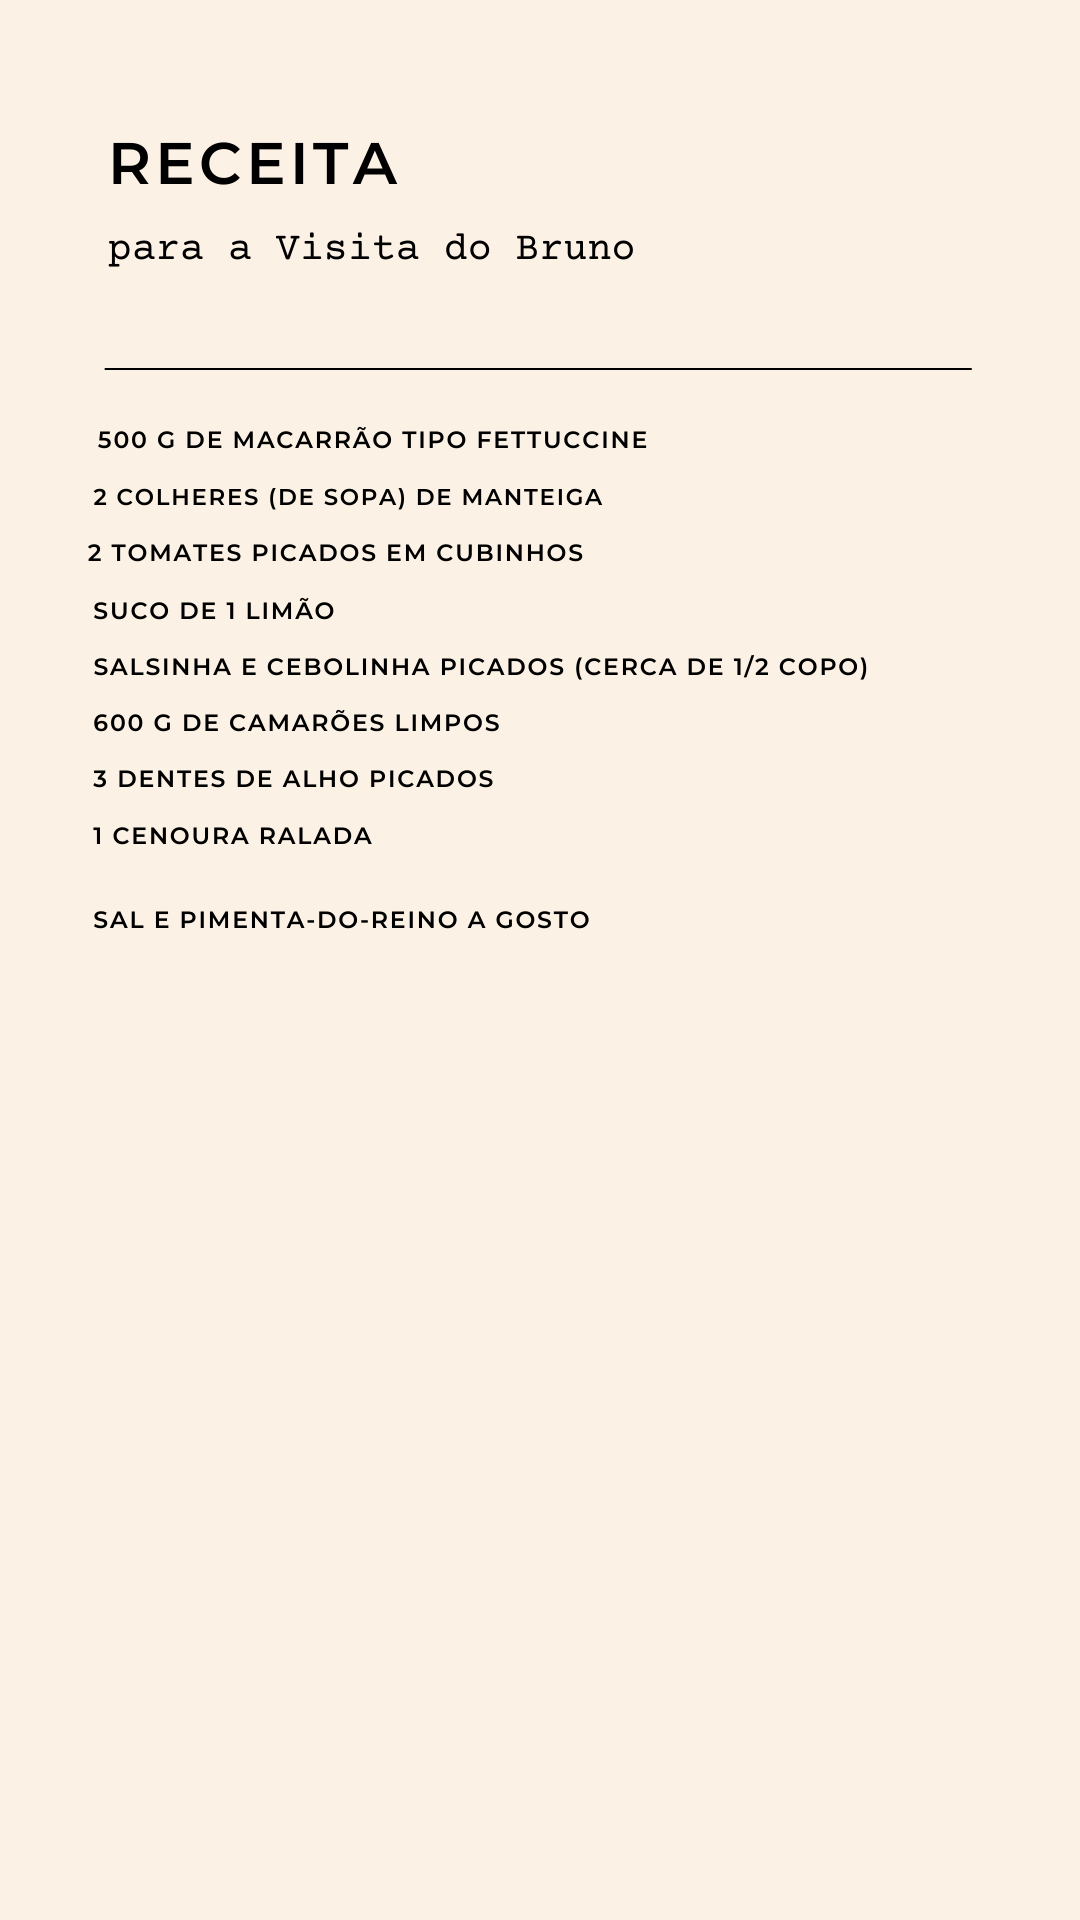 RECEITA
para a Visita do Bruno
500 G DE MACARRÃO TIPO FETTUCCINE
2 COLHERES (DE SOPA) DE MANTEIGA
2 TOMATES PICADOS EM CUBINHOS
SUCO DE 1 LIMÃO
SALSINHA E CEBOLINHA PICADOS (CERCA DE 1/2 COPO)
600 G DE CAMARÕES LIMPOS
3 DENTES DE ALHO PICADOS
1 CENOURA RALADA
SAL E PIMENTA-DO-REINO A GOSTO